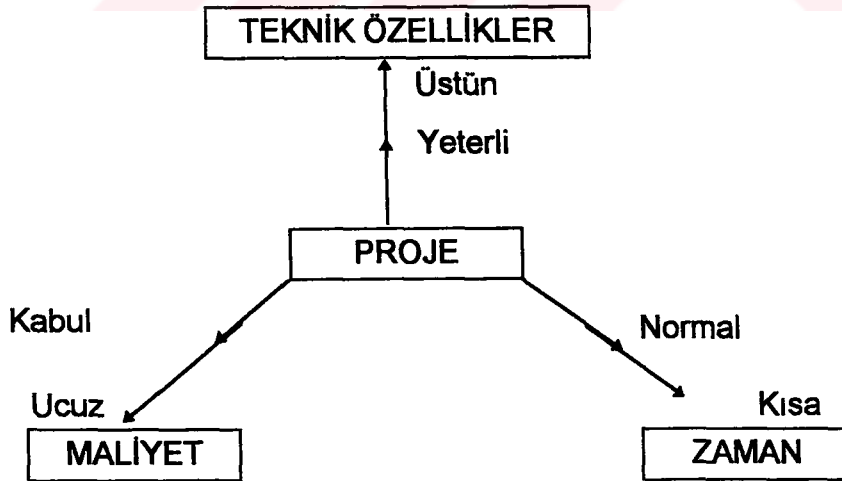 TEKNİK ÖZELLİKLER
Üstün
Yeterli
PROJE
Kabul
Normal
Ucuz
Kısa
MALİYET
ZAMAN